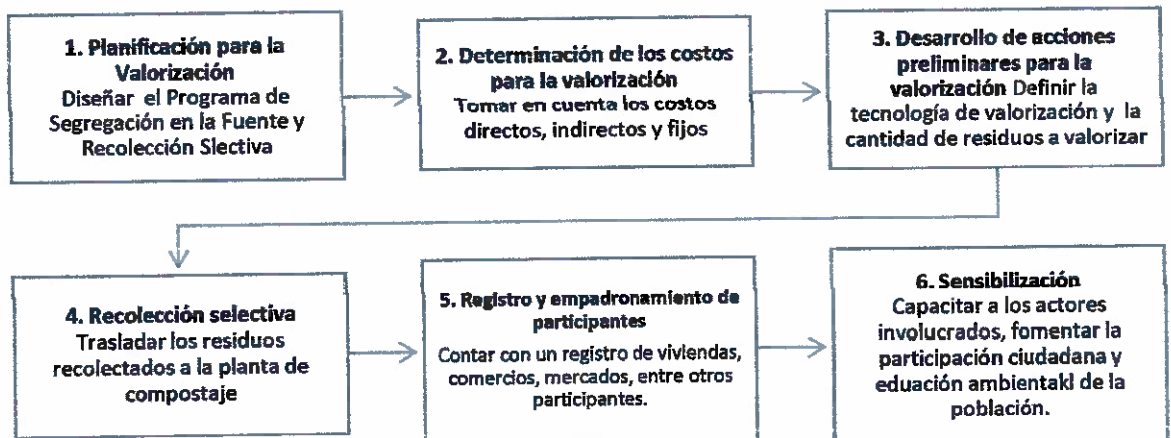 1. Planificación para la
Valorización
Diseñar el Programa de
Segregación en la Fuente y
Recolección Slectiva
2. Determinación de los costos
para la valorización
Tomar en cuenta los costos
directos, indirectos y fijos
3. Desarrollo de acciones
preliminares para la
valorización Definir la
tecnología de valorización y la
cantidad de residuos a valorizar
4. Recolección selectiva
Trasladar los residuos
recolectados a la planta de
compostaje
5. Registro y empadronamiento de
participantes
Contar con un registro de viviendas,
comercios, mercados, entre otros
participantes.
6. Sensibilización
Capacitar a los actores
involucrados, fomentar la
participación ciudadana y
eduación ambientakl de la
población.